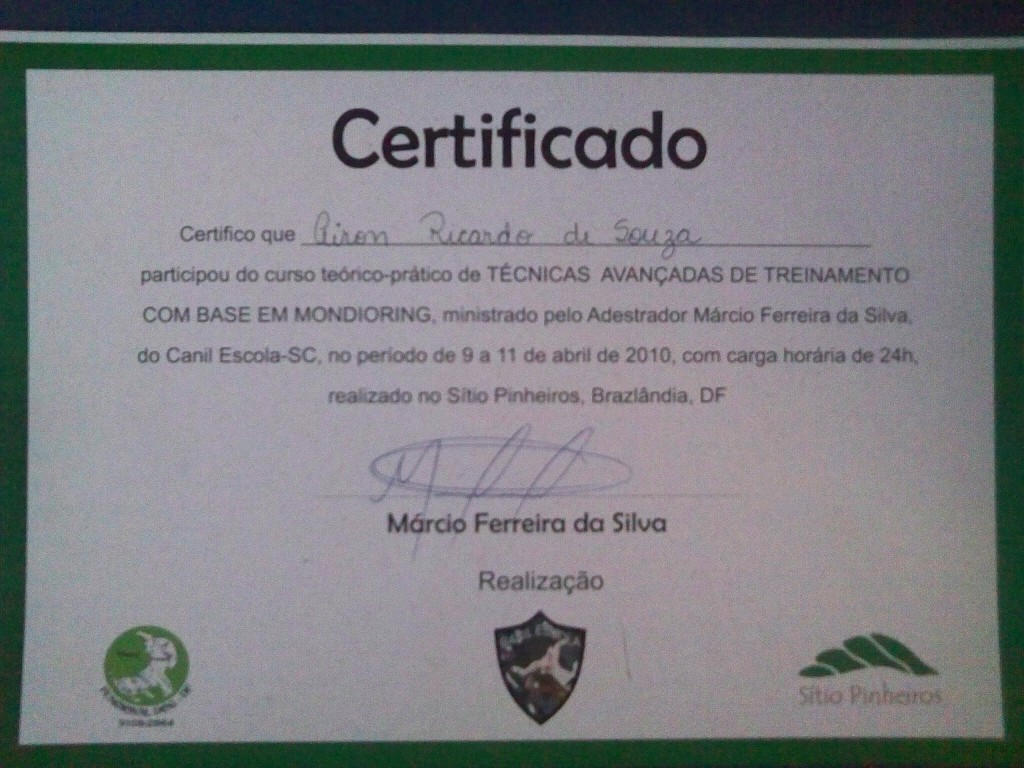 Certificado
Certifico que Airon Ricardo de Souza
participou do curso teórico-prático de TÉCNICAS AVANÇADAS DE TREINAMENTO
COM BASE EM MONDIORING, ministrado pelo Adestrador Márcio Ferreira da Silva,
do Canil Escola-SC, no período de 9 a 11 de abril de 2010, com carga horária de 24h,
realizado no Sítio Pinheiros, Brazlândia, DF
Márcio Ferreira da Silva
Realização
Sítio Pinheiros